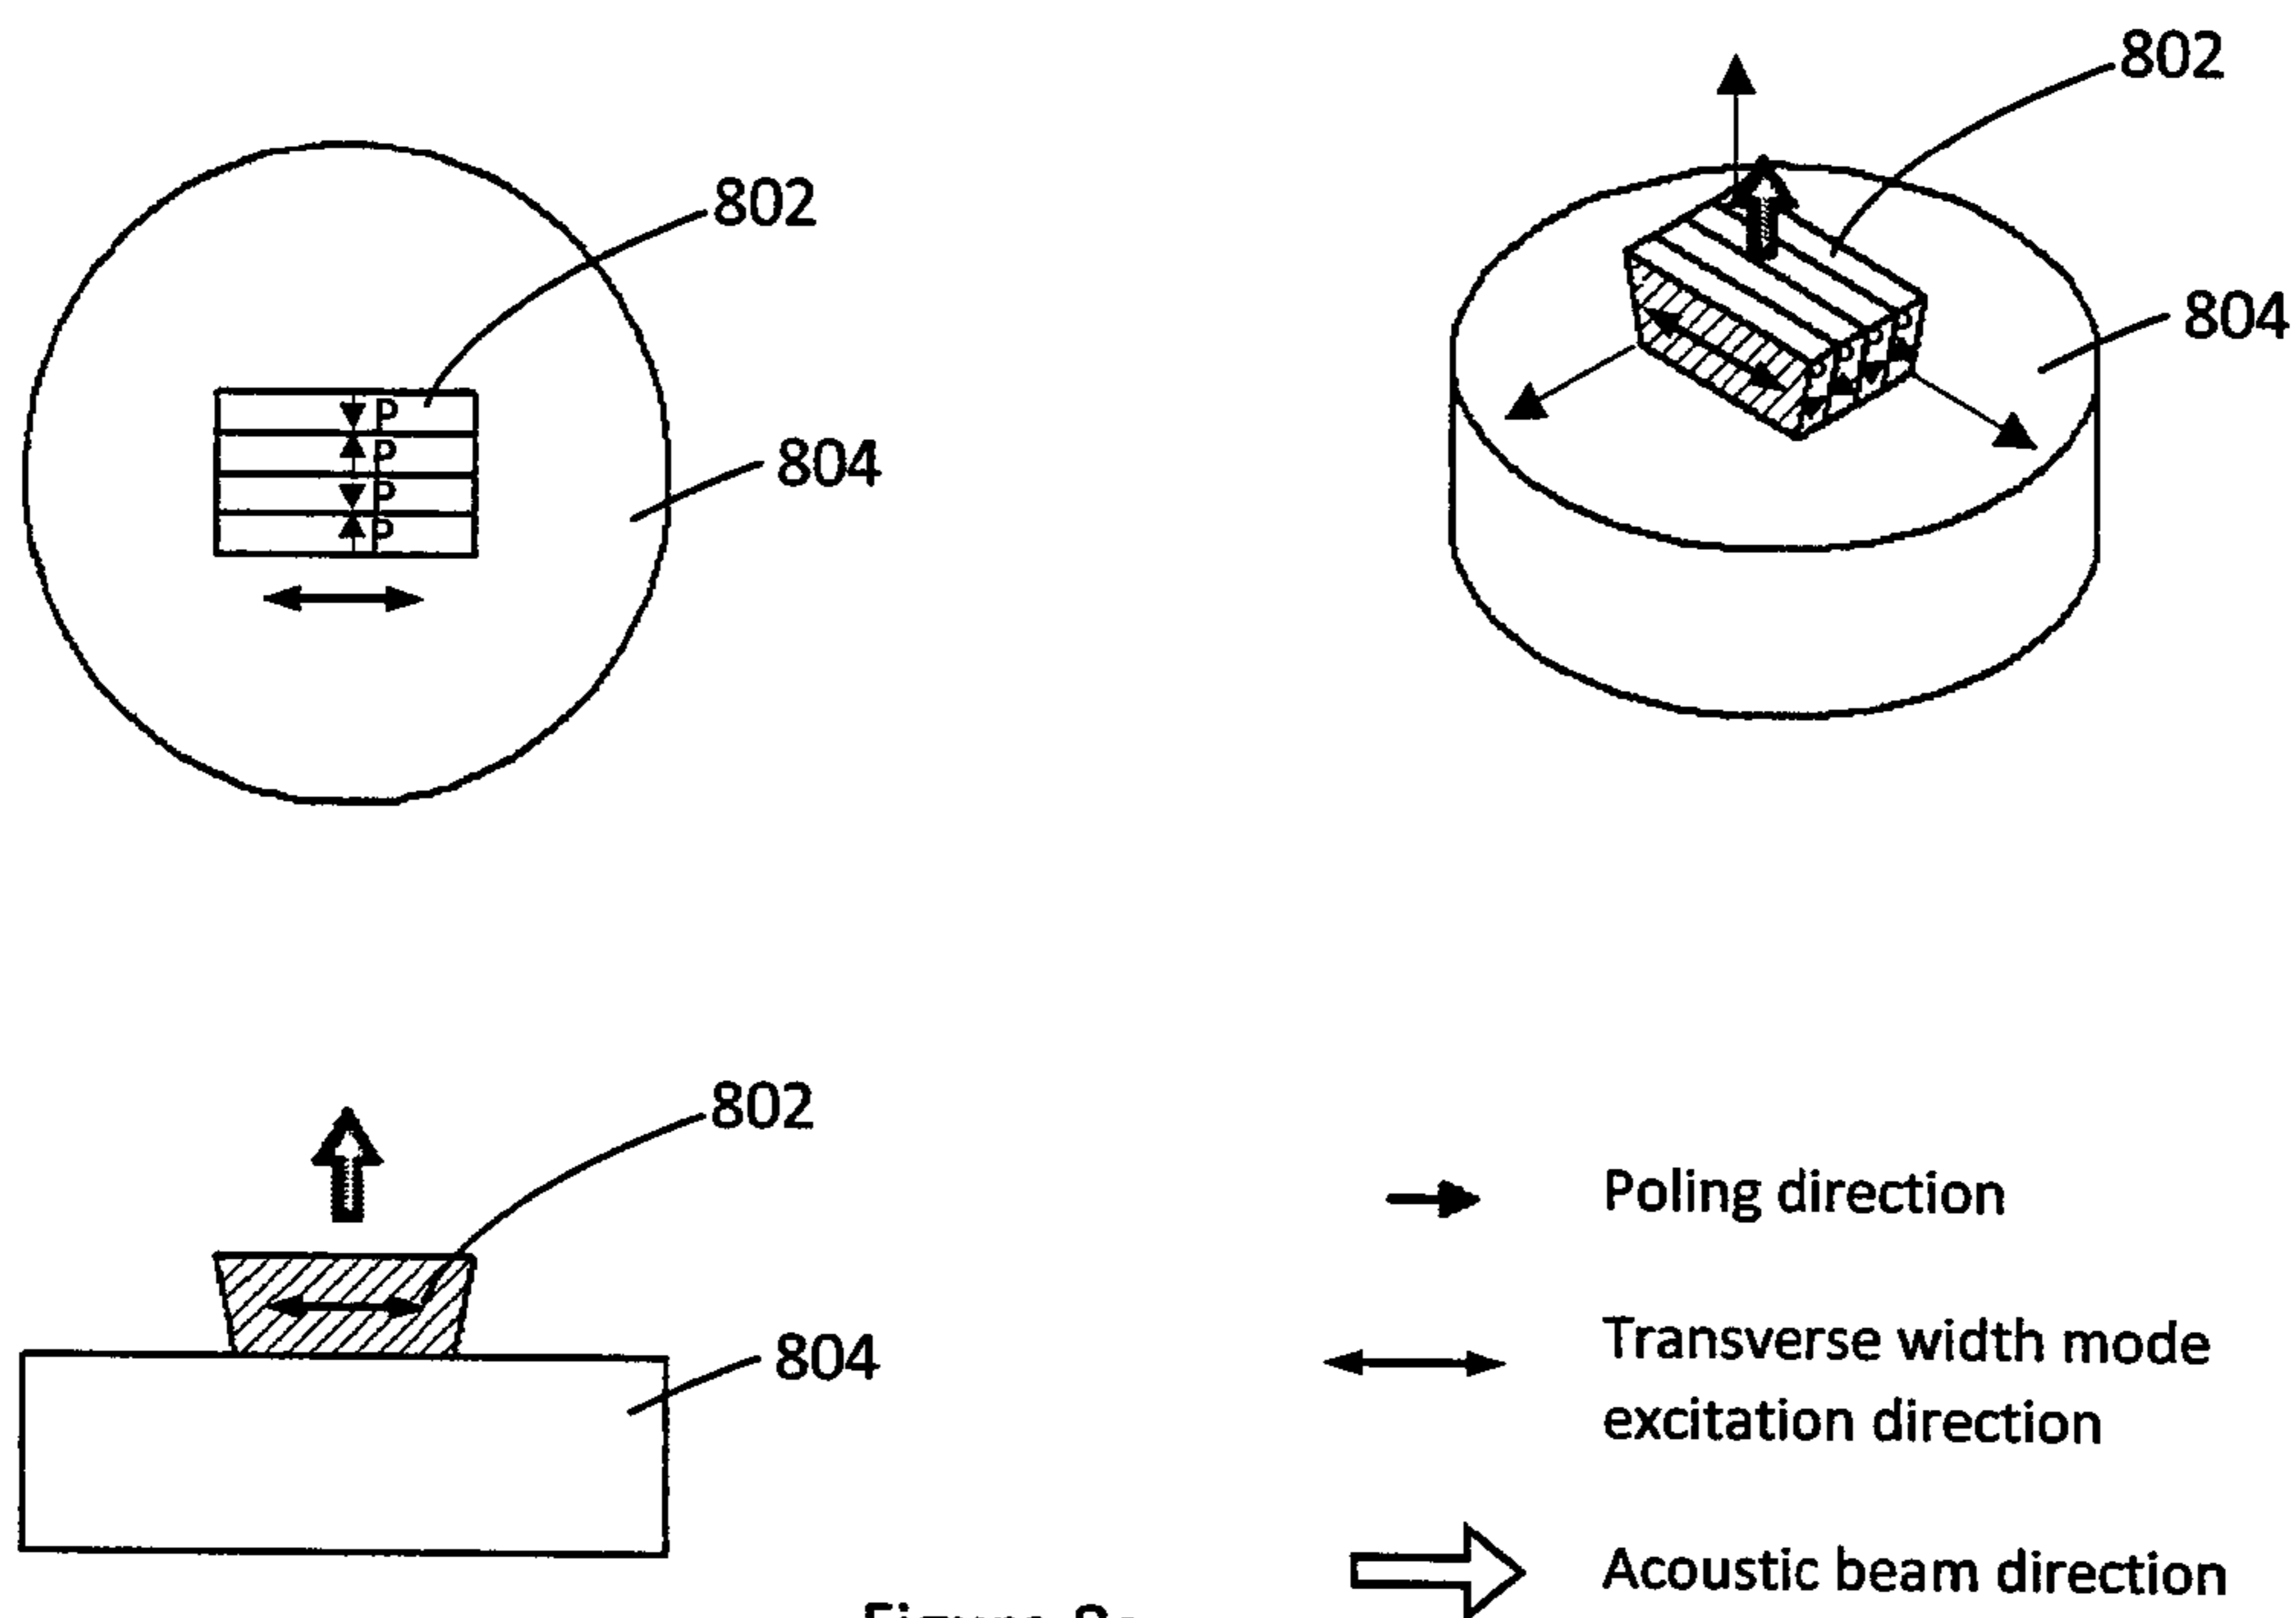 802
802
804
804
P
P
P
P
802
804
Poling direction
Transverse width mode
excitation direction
Acoustic beam direction